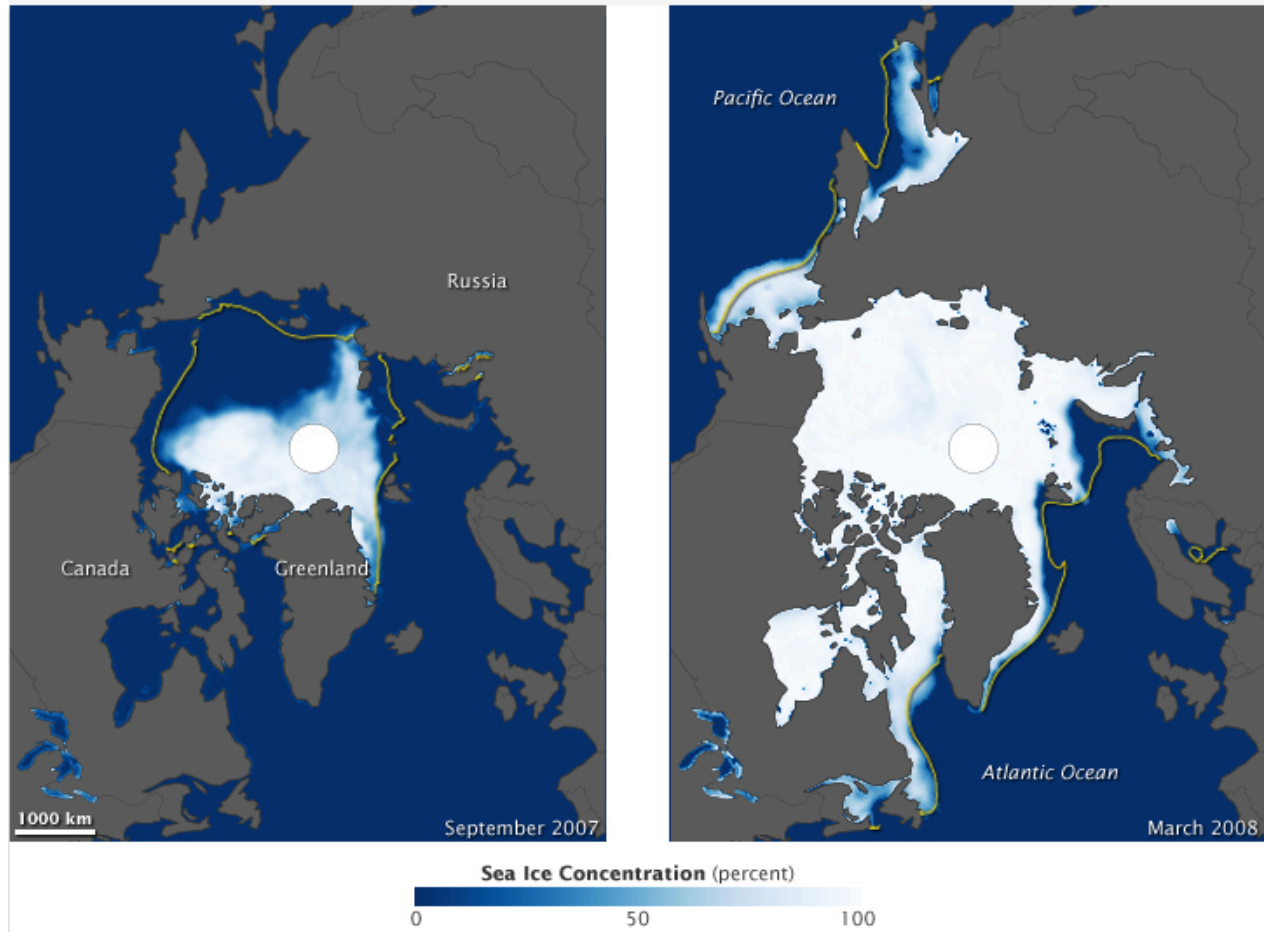 Russia
Canada
Greenland
1000 km
September 2007
Pacific Ocean
Atlantic Ocean
March 2008
Sea Ice Concentration (percent)
0 50 100